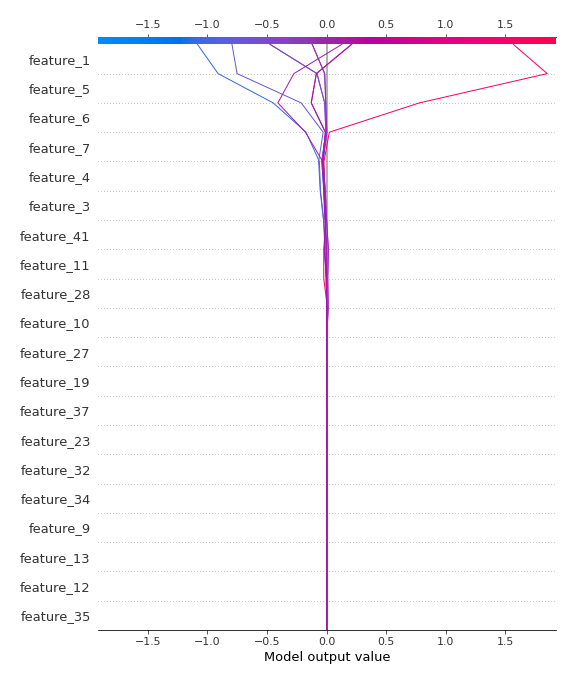 −1.5 −1.0 −0.5 0.0 0.5 1.0 1.5
feature_1
feature_5
feature_6
feature_7
feature_4
feature_3
feature_41
feature_11
feature_28
feature_10
feature_27
feature_19
feature_37
feature_23
feature_32
feature_34
feature_9
feature_13
feature_12
feature_35
−1.5 −1.0 −0.5 0.0 0.5 1.0 1.5
Model output value